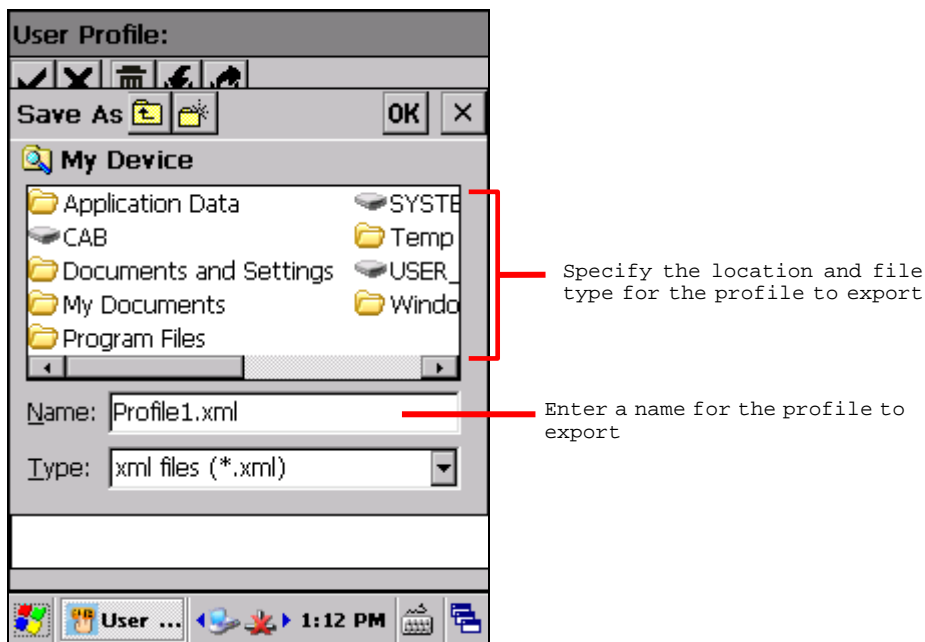 User Profile:
Save As
OK
My Device
Application Data
CAB
Documents and Settings
My Documents
Program Files
SYSTE
Temp
USER_
Windo
Specify the location and file
type for the profile to export
Name: Profile1.xml
Enter a name for the profile to
export
Type: xml files (*.xml)
User ...
1:12 PM